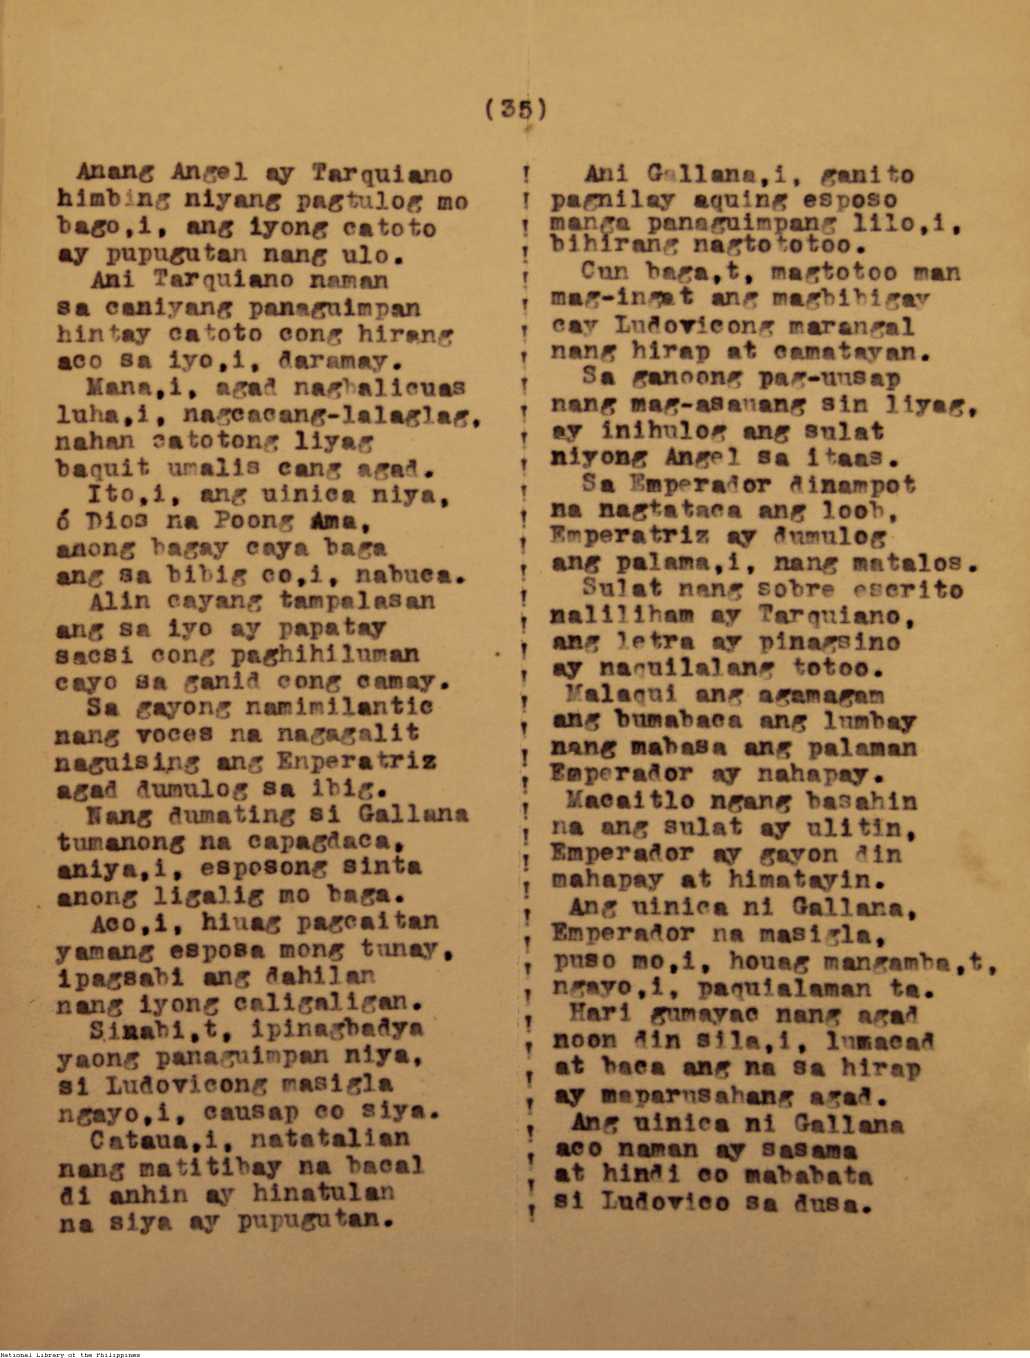 (35)
Anang Angel ay Tarquiano
himbing niyang pagtulog mo
bago,i, ang iyong catoto
ay pupugutan nang ulo.
Ani Tarquiano naman
sa caniyang panaguimpan
hintay catoto cong hirang
aco sa iyo,i, daramay.
Mana,i, agad nagbalicuas
luha,i, nagcacang-lalaglag,
nahan catotong liyag
baquit umalis cang agad.
Ito,i, ang uinica niya,
ó Dios na Poong Ama,
anong bagay caya baga
ang sa bibig co,i, nabuca.
Alin cayang tampalasan
ang sa iyo ay papatay
sacsi cong paghihiluman
cayo sa ganid cong camay.
Sa gayong namimilantic
nang voces na nagagalit
naguising ang Enperatriz
agad dumulog sa ibig.
Nang dumating si Gallana
tumanong na capagdaca,
aniya,i, esposong sinta
anong ligalig mo baga.
Aco,i, hiuag pagcaitan
yamang esposa mong tunay,
ipagsabi ang dahilan
nang iyong caligaligan.
Sinabi,t, ipinagbadya
yaong panaguimpan niya,
si Ludovicong masigla
ngayo,i, causap co siya.
Cataua,i, natatalian
nang matitibay na bacal
di anhin ay hinatulan
na siya ay pupugutan.
Ani Gallana,i, ganito
pagnilay aquing esposo
manga panaguimpang lilo,i,
bihirang nagtototoo.
Cun baga,t, magtotoo man
mag-ingat ang magbibigay
cay Ludovicong marangal
nang hirap at camatayan.
Sa ganoong pag-uusap
nang mag-asauang sin liyag,
ay inihulog ang sulat
niyong Angel sa itaas.
Sa Emperador dinampot
na nagtataca ang loob,
Emperatriz ay dumulog
ang palama,i, nang matalos.
Sulat nang sobre escrito
naliliham ay Tarquiano,
ang letra ay pinagsino
ay naquilalang totoo.
Malaqui ang agamagam
ang bumabaca ang lumbay
nang mabasa ang palaman
Emperador ay nahapay.
Macaitlo ngang basahin
na ang sulat ay ulitin,
Emperador ay gayon din
mahapay at himatayin.
Ang uinica ni Gallana,
Emperador na masigla,
puso mo,i, houag mangamba,t,
ngayo,i, paquialaman ta.
Hari gumayac nang agad
noon din sila,i, lumacad
at baca ang na sa hirap
ay maparusahang agad.
Ang uinica ni Gallana
aco naman ay sasama
at hindi co mababata
si Ludovico sa dusa.
National Library of the Philippines